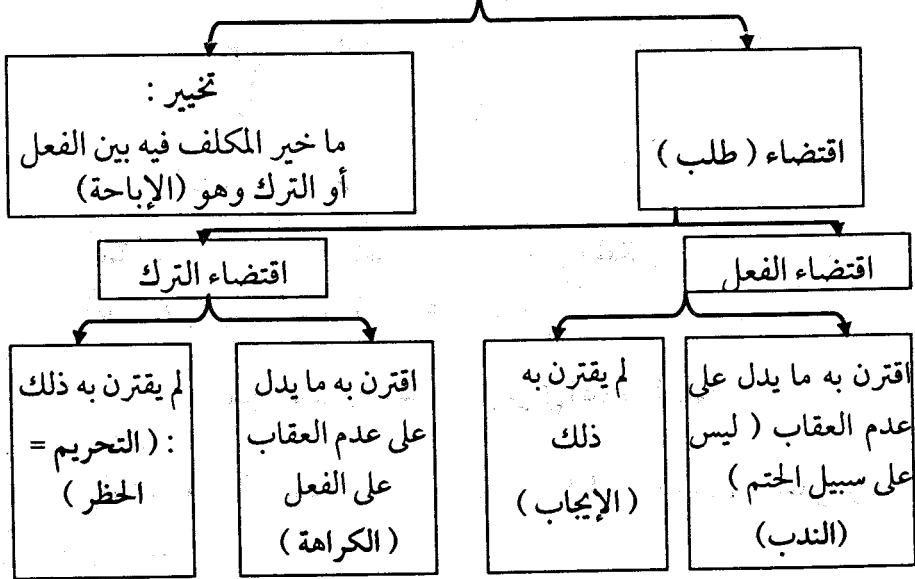 اقتضاء ( طلب )
تخيير :
ما خير المكلف فيه بين الفعل
أو الترك وهو (الإباحة)
اقتضاء الفعل
اقتضاء الترك
اقترن به ما يدل على
عدم العقاب ( ليس
على سبيل الحتم )
(الندب)
لم يقترن به
ذلك
( الإيجاب )
اقترن به ما يدل
على عدم العقاب
على الفعل
( الكراهة )
لم يقترن به ذلك
: ( التحريم =
الحظر )